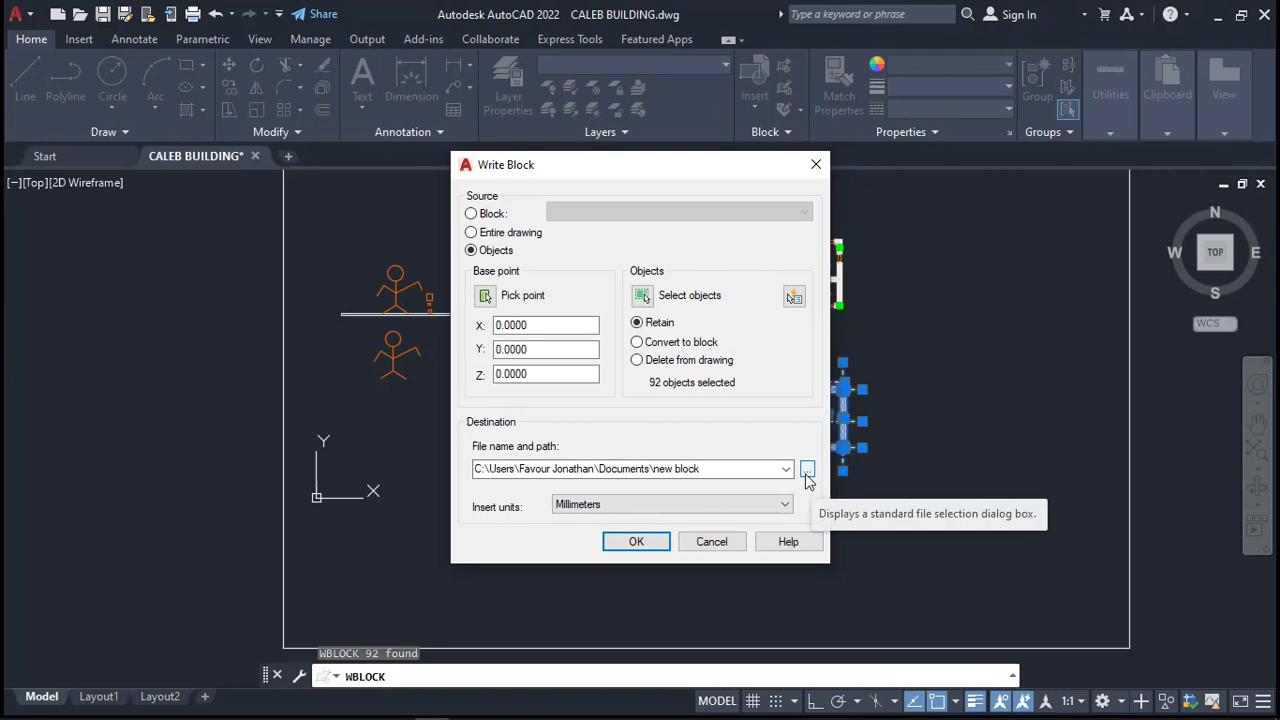 Share
Autodesk AutoCAD 2022 CALEB BUILDING.dwg
Type a keyword or phrase
Sign In
Home Insert Annotate Parametric View Manage Output Add-ins Collaborate Express Tools Featured Apps
Line Polyline Circle Arc
Text Dimension
Layer Properties
Insert
Match Properties
Group
Utilities
Clipboard
View
Draw Modify Annotation Layers Block Properties Groups
Start
CALEB BUILDING*
[−][Top][2D Wireframe]
Write Block
Source
Block:
Entire drawing
Objects
Base point
Pick point
X: 0.0000
Y: 0.0000
Z: 0.0000
Objects
Select objects
Retain
Convert to block
Delete from drawing
92 objects selected
Destination
File name and path:
C:\Users\Favour Jonathan\Documents\new block
...
Insert units:
Millimeters
Displays a standard file selection dialog box.
OK
Cancel
Help
N
W
TOP
E
S
WCS
Y
X
WBLOCK 92 found
WBLOCK
Model
Layout1
Layout2
MODEL
1:1